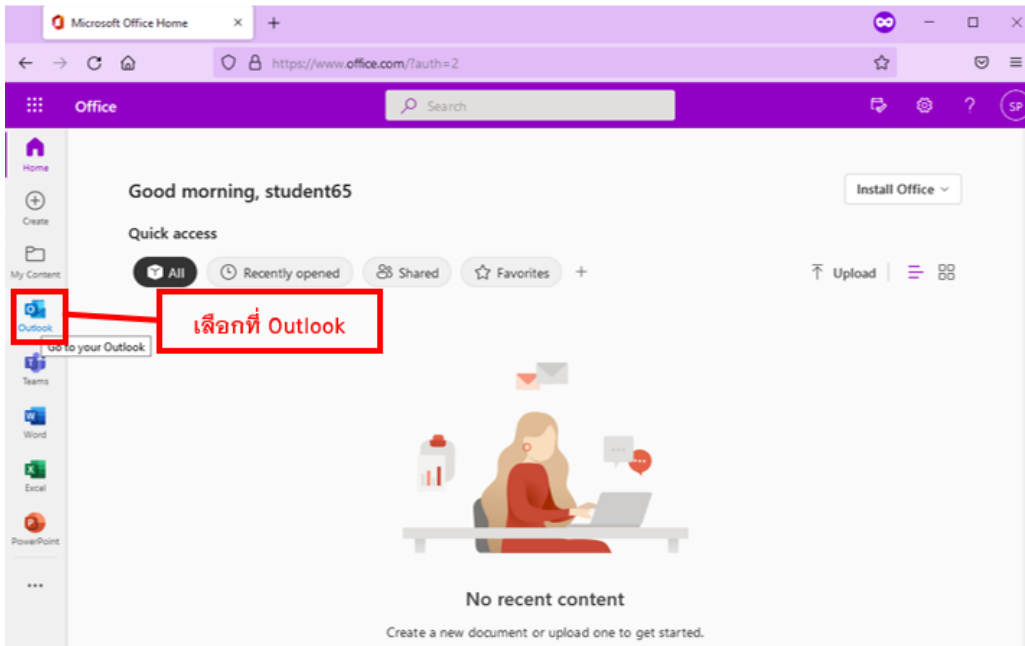 Microsoft Office Home
https://www.office.com/?auth=2
Office
Search
SP
Home
Good morning, student65
Install Office
Create
Quick access
My Content
All
Recently opened
Shared
Favorites
Upload
Outlook
เลือกที่ Outlook
Go to your Outlook
Teams
Word
Excel
PowerPoint
No recent content
Create a new document or upload one to get started.